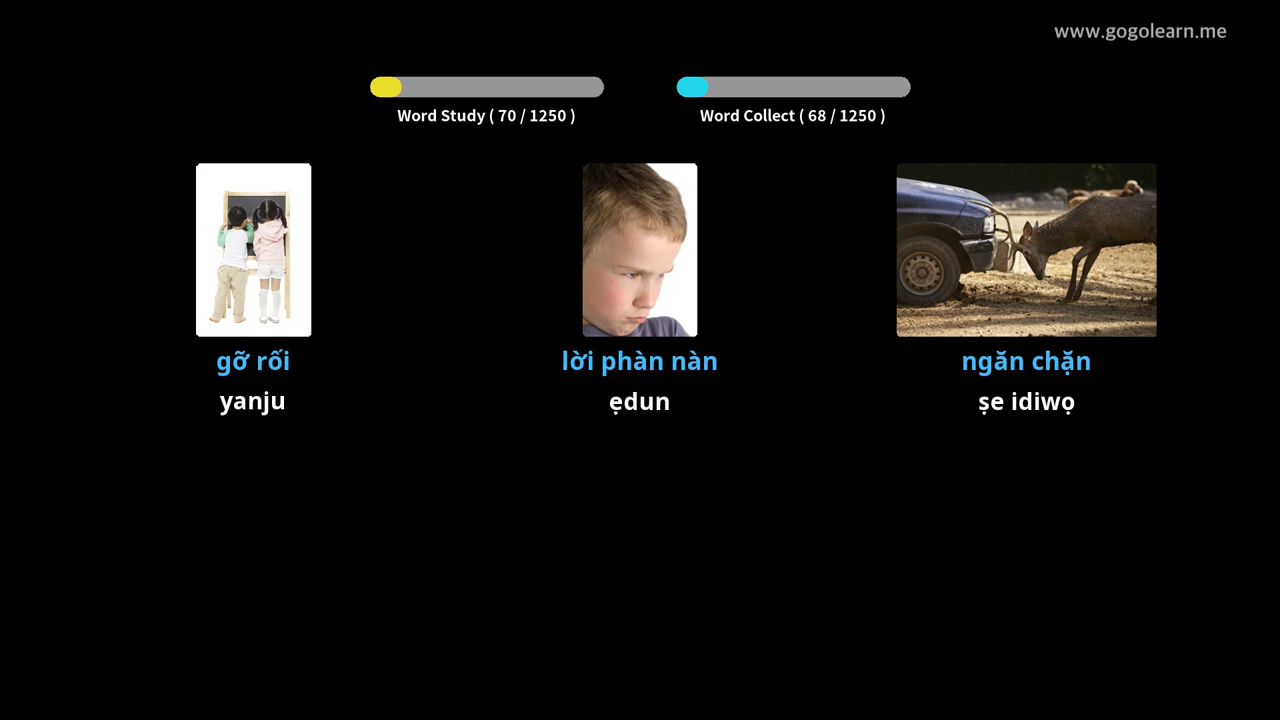 www.gogolearn.me
Word Study ( 70 / 1250 )
Word Collect ( 68 / 1250 )
gỡ rối
lời phàn nàn
ngăn chặn
yanju
ẹdun
ṣe idiwọ